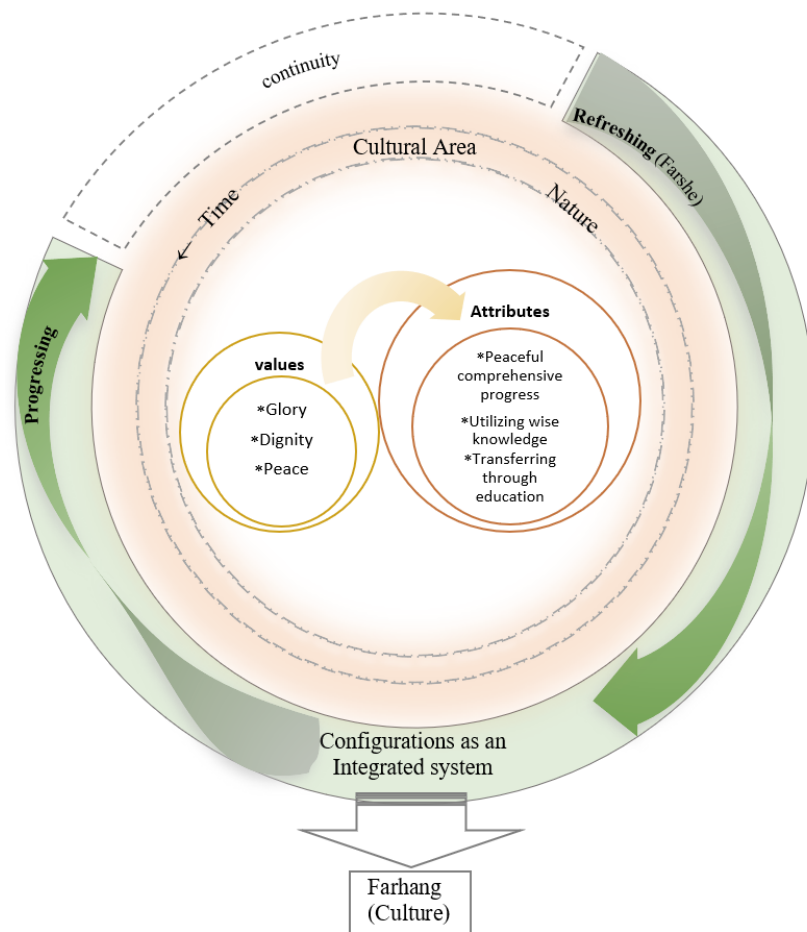 continuity
Refreshing (Farshe)
Cultural Area
← Time
Nature
Attributes
values
*Peaceful
comprehensive
progress
*Utilizing wise
knowledge
*Transferring
through
education
*Glory
*Dignity
*Peace
Progressing
Configurations as an
Integrated system
Farhang
(Culture)